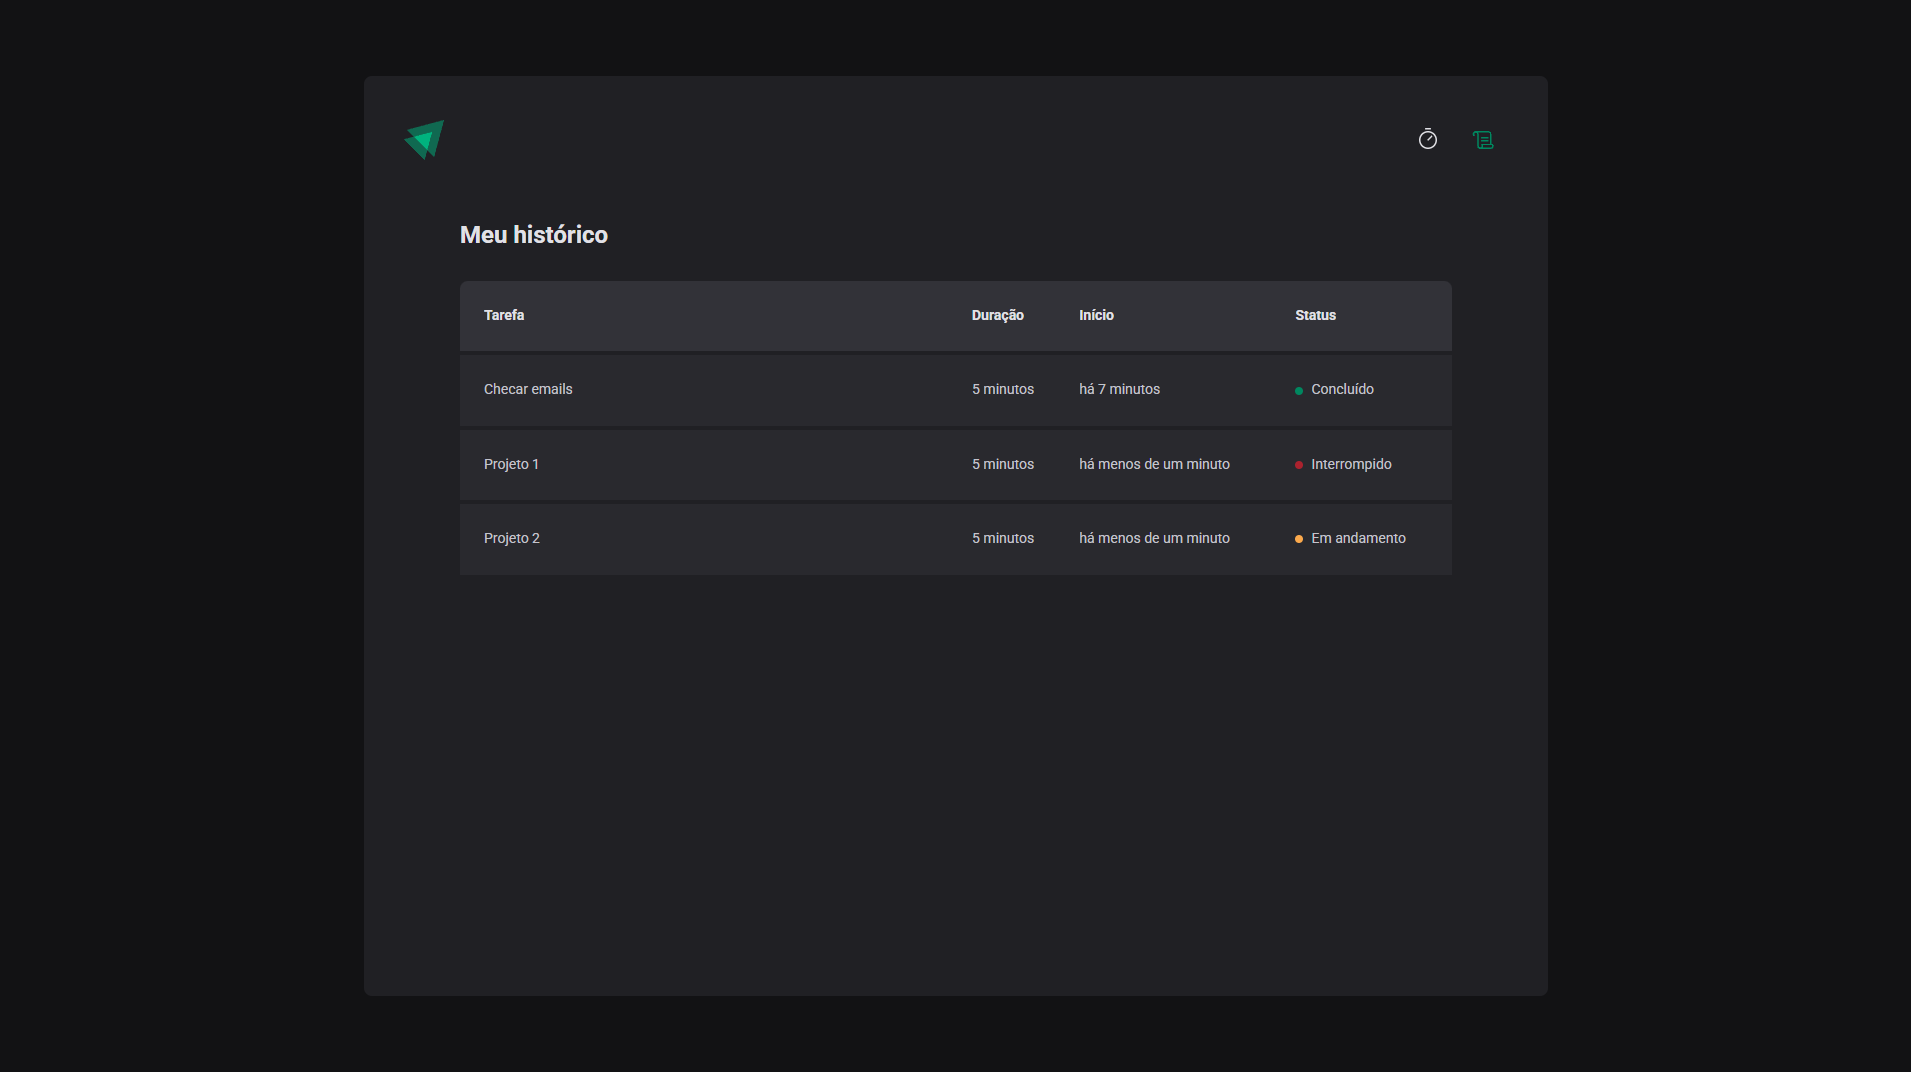 Meu histórico
Tarefa Duração Início Status
Checar emails 5 minutos há 7 minutos Concluído
Projeto 1 5 minutos há menos de um minuto Interrompido
Projeto 2 5 minutos há menos de um minuto Em andamento